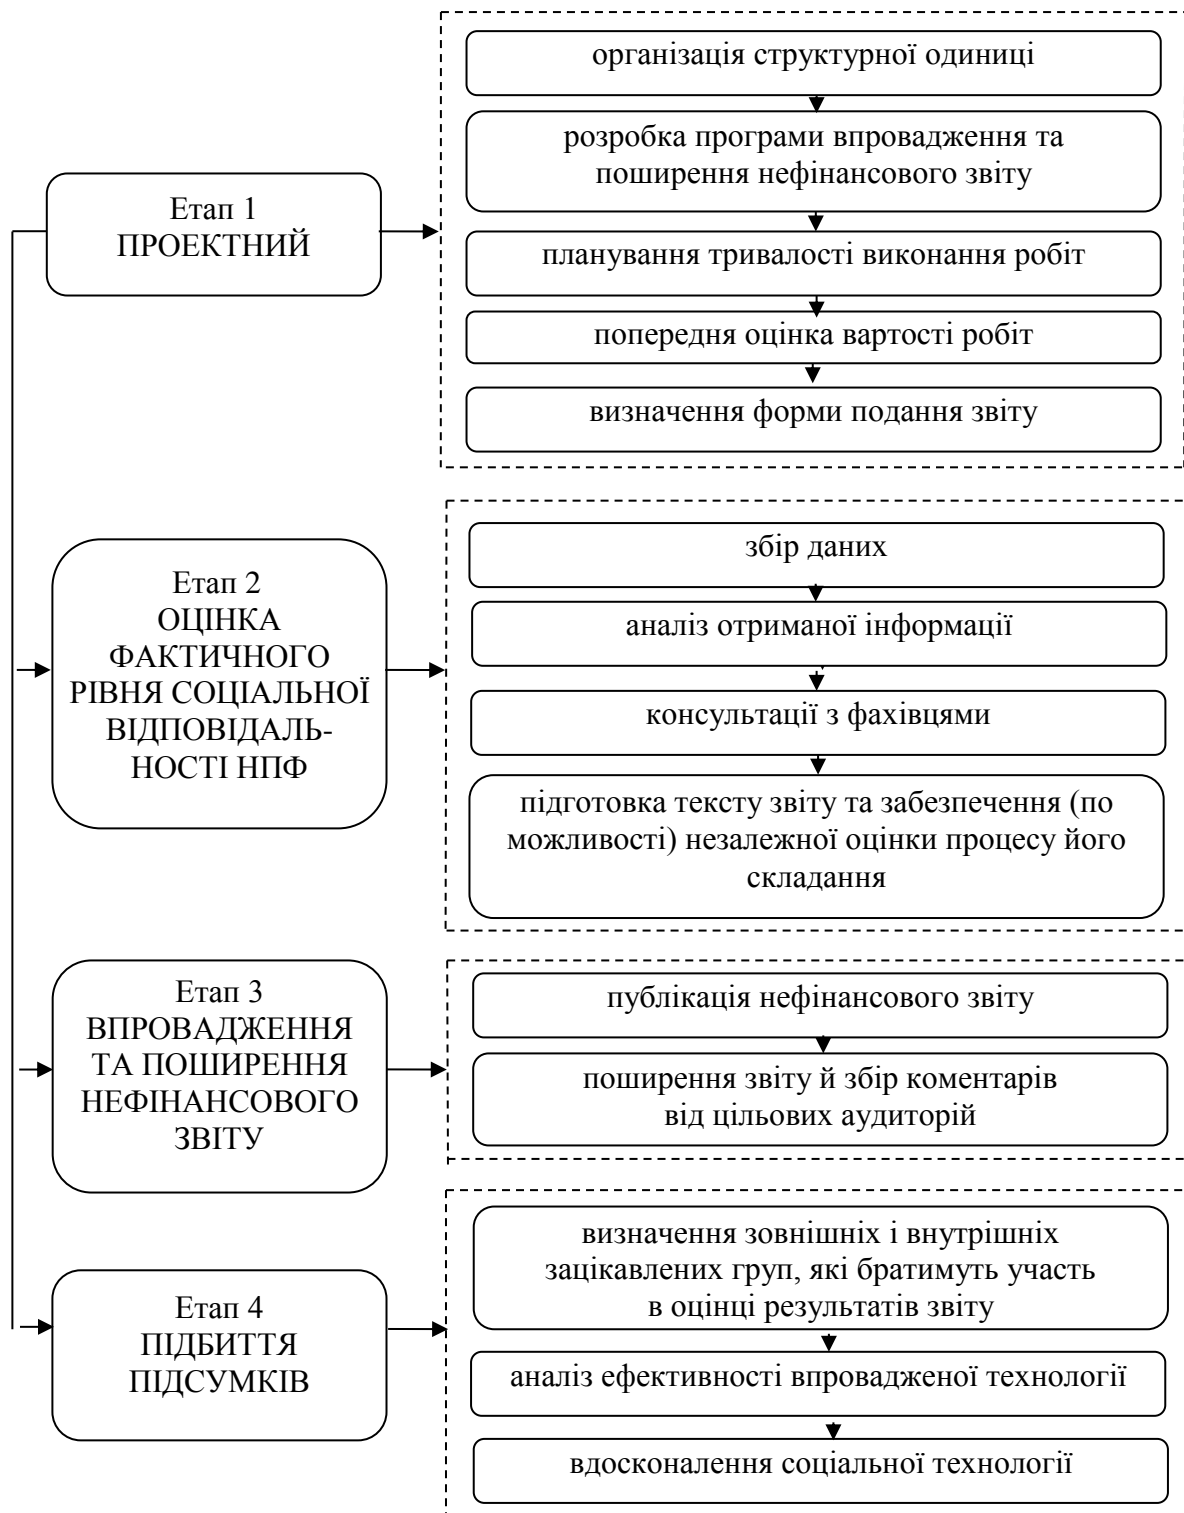 Етап 1
ПРОЕКТНИЙ
організація структурної одиниці
розробка програми впровадження та
поширення нефінансового звіту
планування тривалості виконання робіт
попередня оцінка вартості робіт
визначення форми подання звіту
Етап 2
ОЦІНКА
ФАКТИЧНОГО
РІВНЯ СОЦІАЛЬНОЇ
ВІДПОВІДАЛЬ-
НОСТІ НПФ
збір даних
аналіз отриманої інформації
консультації з фахівцями
підготовка тексту звіту та забезпечення (по
можливості) незалежної оцінки процесу його
складання
Етап 3
ВПРОВАДЖЕННЯ
ТА ПОШИРЕННЯ
НЕФІНАНСОВОГО
ЗВІТУ
публікація нефінансового звіту
поширення звіту й збір коментарів
від цільових аудиторій
Етап 4
ПІДБИТТЯ
ПІДСУМКІВ
визначення зовнішніх і внутрішніх
зацікавлених груп, які братимуть участь
в оцінці результатів звіту
аналіз ефективності впровадженої технології
вдосконалення соціальної технології